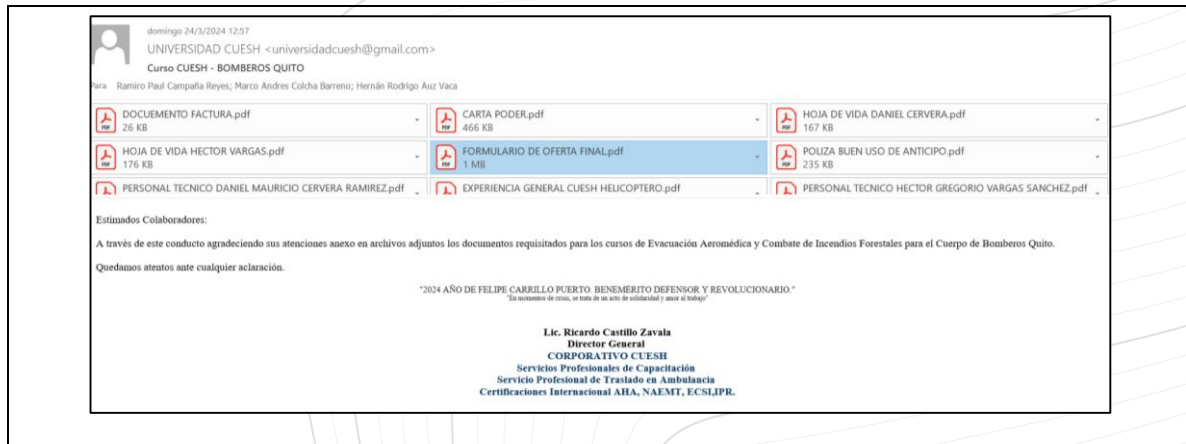 domingo 24/3/2024 12:57
UNIVERSIDAD CUESH <universidadcuesh@gmail.com>
Curso CUESH - BOMBEROS QUITO
Para Ramiro Paul Campaña Reyes; Marco Andres Colcha Barreno; Hernán Rodrigo Auz Vaca
DOCUEMENTO FACTURA.pdf
26 KB
CARTA PODER.pdf
466 KB
HOJA DE VIDA DANIEL CERVERA.pdf
167 KB
HOJA DE VIDA HECTOR VARGAS.pdf
176 KB
FORMULARIO DE OFERTA FINAL.pdf
1 MB
POLIZA BUEN USO DE ANTICIPO.pdf
235 KB
PERSONAL TECNICO DANIEL MAURICIO CERVERA RAMIREZ.pdf
EXPERIENCIA GENERAL CUESH HELICOPTERO.pdf
PERSONAL TECNICO HECTOR GREGORIO VARGAS SANCHEZ.pdf
Estimados Colaboradores:
A través de este conducto agradeciendo sus atenciones anexo en archivos adjuntos los documentos requisitados para los cursos de Evacuación Aeromédica y Combate de Incendios Forestales para el Cuerpo de Bomberos Quito.
Quedamos atentos ante cualquier aclaración.
"2024 AÑO DE FELIPE CARRILLO PUERTO. BENEMERITO DEFENSOR Y REVOLUCIONARIO."
"En momentos de crisis, se trata de un acto de solidaridad y amor al trabajo"
Lic. Ricardo Castillo Zavala
Director General
CORPORATIVO CUESH
Servicios Profesionales de Capacitación
Servicio Profesional de Traslado en Ambulancia
Certificaciones Internacional AHA, NAEMT, ECSI,IPR.